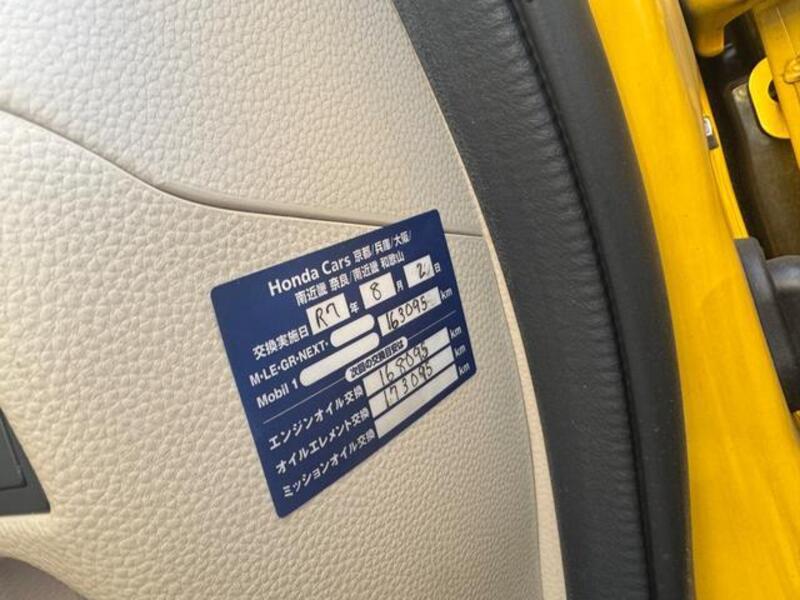 Honda Cars 京都/兵庫/大阪/
南近畿 奈良/南近畿 和歌山
交換実施日 R7 年 8 月 2 日
M・LE・GR・NEXT・ 163095 km
Mobil 1
次回の交換目安は
エンジンオイル交換 168095 km
オイルエレメント交換 173095 km
ミッションオイル交換 km